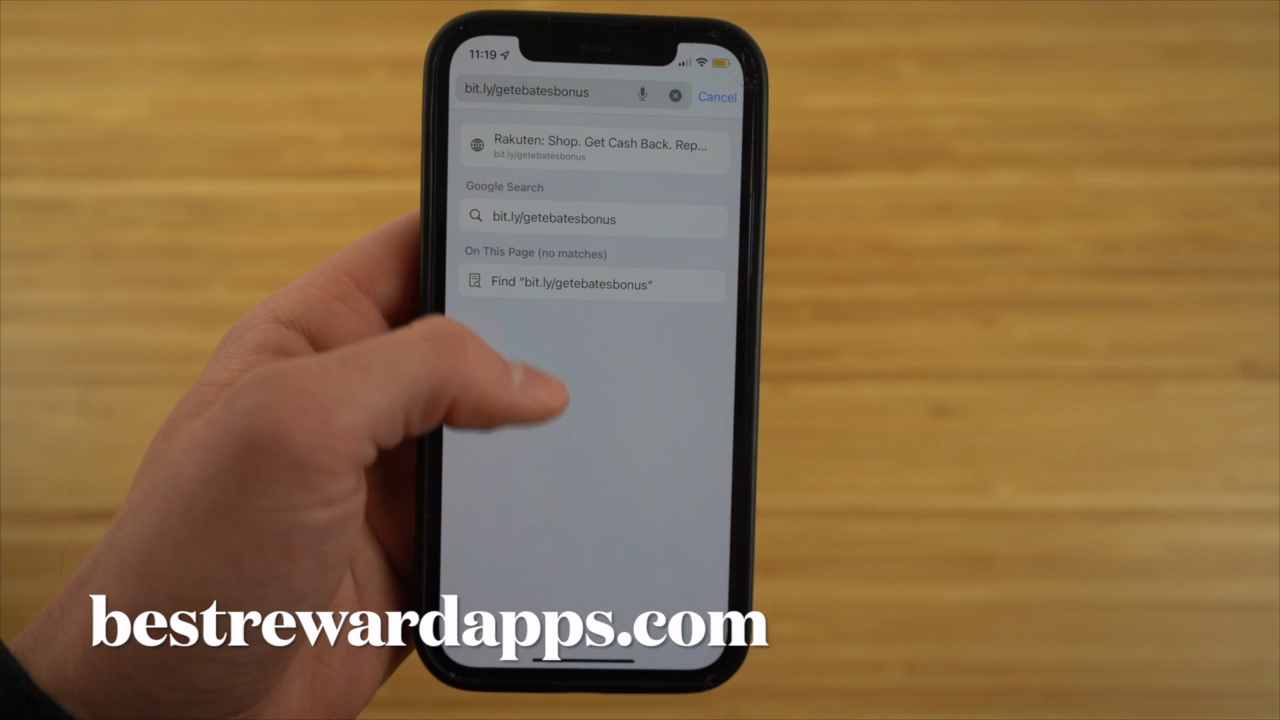 11:19
bit.ly/getebatesbonus
Cancel
Rakuten: Shop. Get Cash Back. Rep...
bit.ly/getebatesbonus
Google Search
bit.ly/getebatesbonus
On This Page (no matches)
Find “bit.ly/getebatesbonus”
bestrewardapps.com